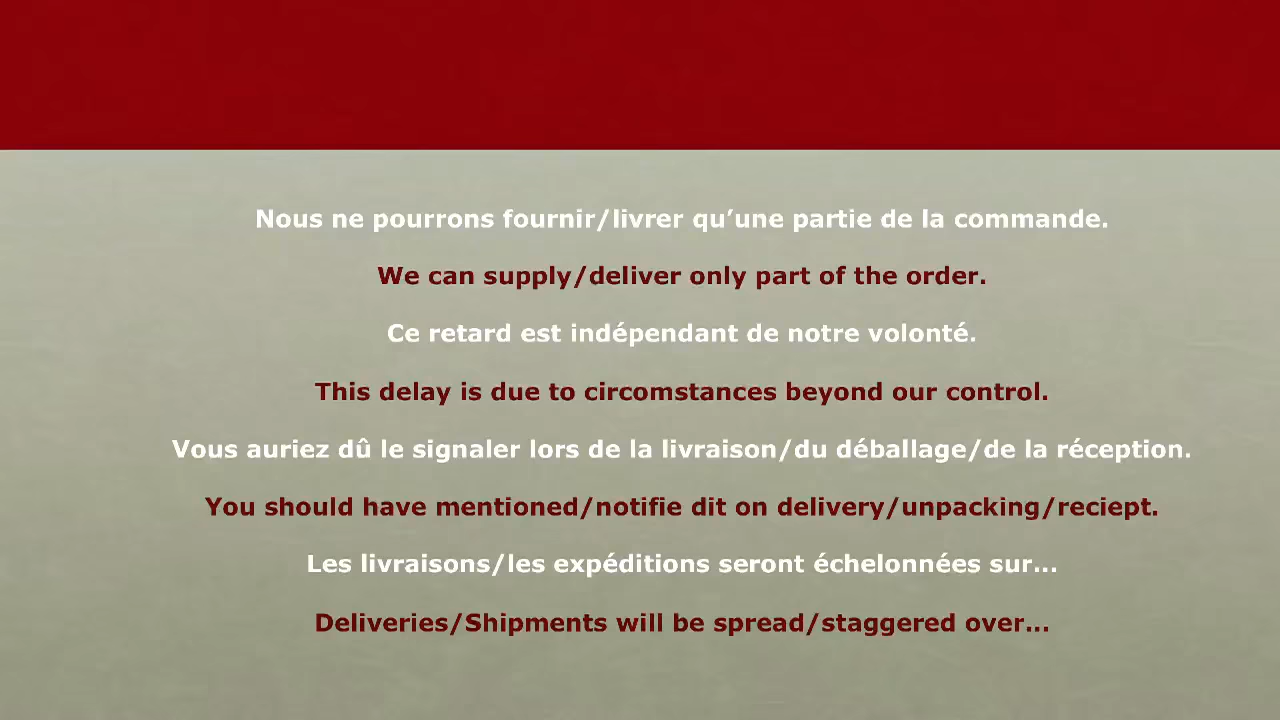 Nous ne pourrons fournir/livrer qu’une partie de la commande.
We can supply/deliver only part of the order.
Ce retard est indépendant de notre volonté.
This delay is due to circomstances beyond our control.
Vous auriez dû le signaler lors de la livraison/du déballage/de la réception.
You should have mentioned/notifie dit on delivery/unpacking/reciept.
Les livraisons/les expéditions seront échelonnées sur...
Deliveries/Shipments will be spread/staggered over...